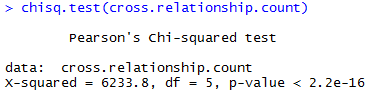 > chisq.test(cross.relationship.count)
Pearson's Chi-squared test
data:  cross.relationship.count
X-squared = 6233.8, df = 5, p-value < 2.2e-16